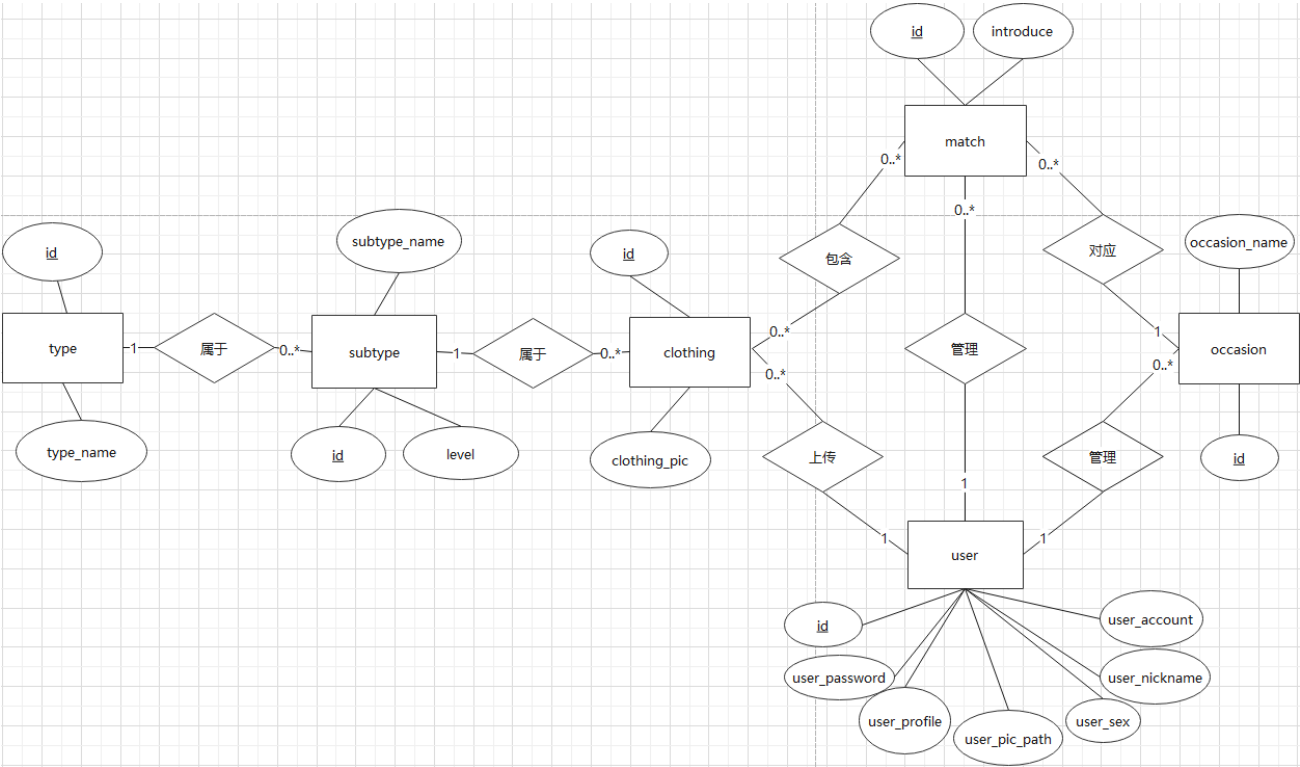 id
introduce
match
0..*
0..*
0..*
id
subtype_name
id
包含
对应
occasion_name
type
1
属于
0..*
subtype
1
属于
0..*
clothing
0..*
0..*
管理
1
0..*
occasion
type_name
id
level
clothing_pic
上传
管理
id
1
1
1
user
id
user_account
user_password
user_nickname
user_profile
user_sex
user_pic_path